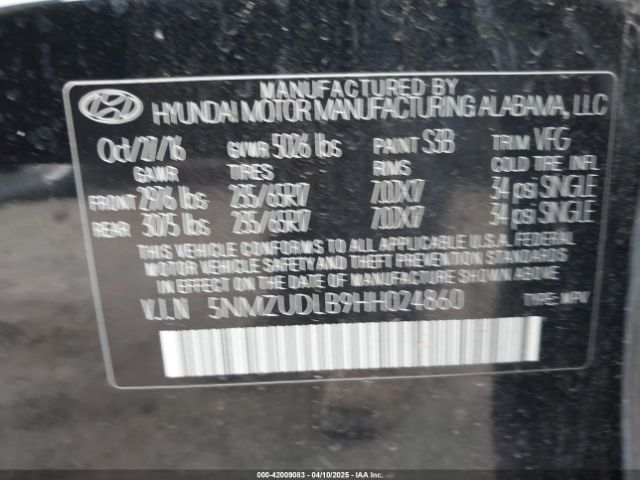 MANUFACTURED BY
HYUNDAI MOTOR MANUFACTURING ALABAMA, LLC
Oct/27/16 GVWR 5026 lbs PAINT S3B TRIM VFG
GAWR TIRES RIMS COLD TIRE INFL
FRONT 2976 lbs 235/65R17 7.0JX17 34 psi SINGLE
REAR 3075 lbs 235/65R17 7.0JX17 34 psi SINGLE
THIS VEHICLE CONFORMS TO ALL APPLICABLE U.S.A. FEDERAL
MOTOR VEHICLE SAFETY AND THEFT PREVENTION STANDARDS
IN EFFECT ON THE DATE OF MANUFACTURE SHOWN ABOVE.
V.I.N 5NMZUDLB9HH024860 TYPE: MPV
000-42009083 - 04/10/2025 - IAA Inc.